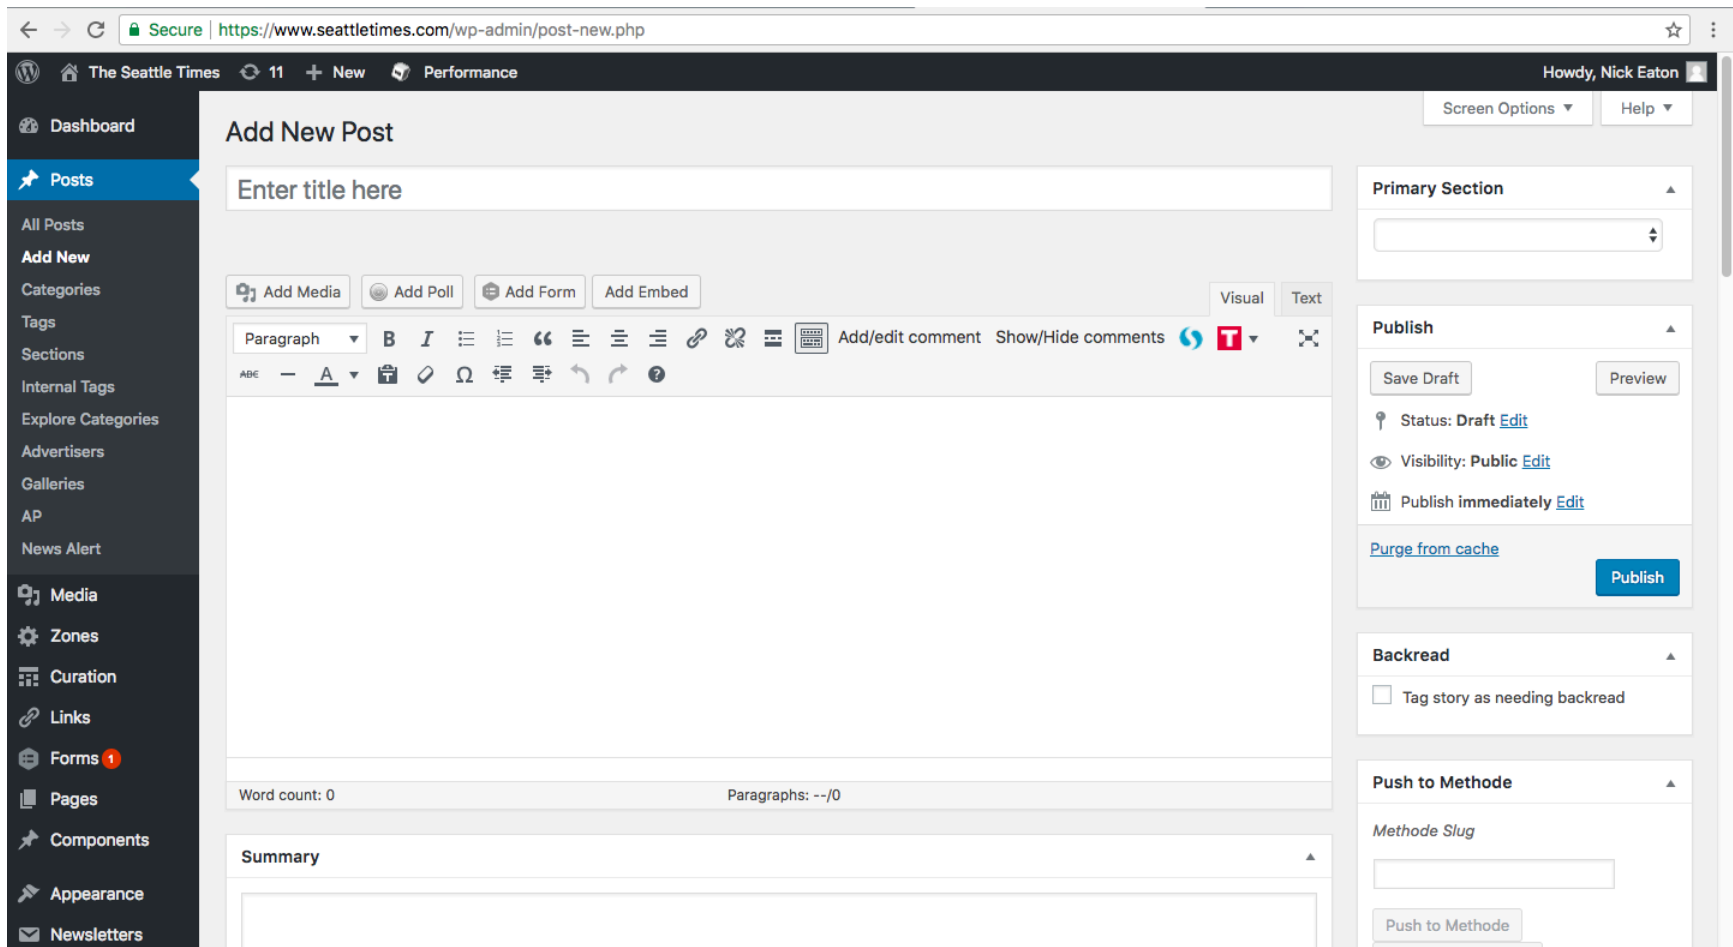 Secure | https://www.seattletimes.com/wp-admin/post-new.php
The Seattle Times 11 + New Performance Howdy, Nick Eaton
Screen Options Help
Dashboard
Posts
All Posts
Add New
Categories
Tags
Sections
Internal Tags
Explore Categories
Advertisers
Galleries
AP
News Alert
Media
Zones
Curation
Links
Forms 1
Pages
Components
Appearance
Newsletters
Add New Post
Enter title here
Add Media Add Poll Add Form Add Embed
Visual Text
Paragraph B I Add/edit comment Show/Hide comments T
ABC A T Ω ?
Word count: 0 Paragraphs: --/0
Summary
Primary Section
Publish
Save Draft Preview
Status: Draft Edit
Visibility: Public Edit
Publish immediately Edit
Purge from cache
Publish
Backread
Tag story as needing backread
Push to Methode
Methode Slug
Push to Methode